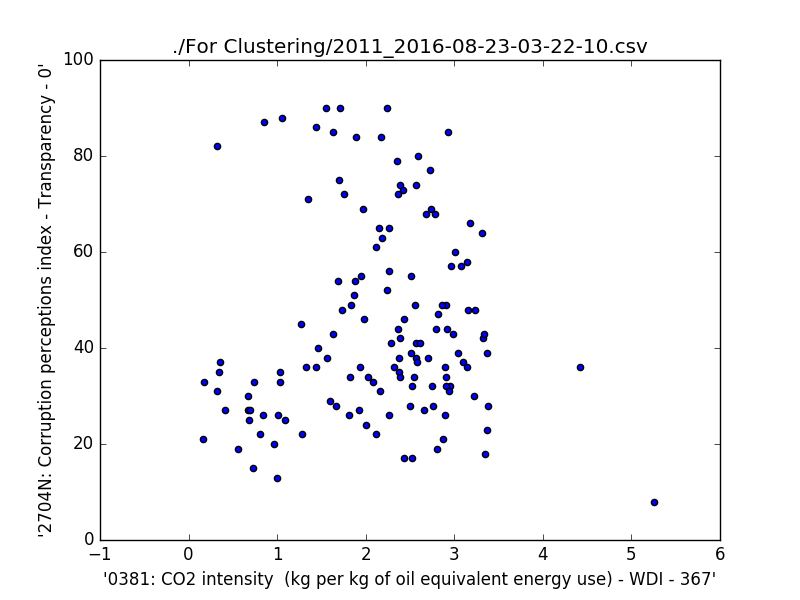 ./For Clustering/2011_2016-08-23-03-22-10.csv
'2704N: Corruption perceptions index - Transparency - 0'
100
80
60
40
20
0
−1 0 1 2 3 4 5 6
'0381: CO2 intensity  (kg per kg of oil equivalent energy use) - WDI - 367'